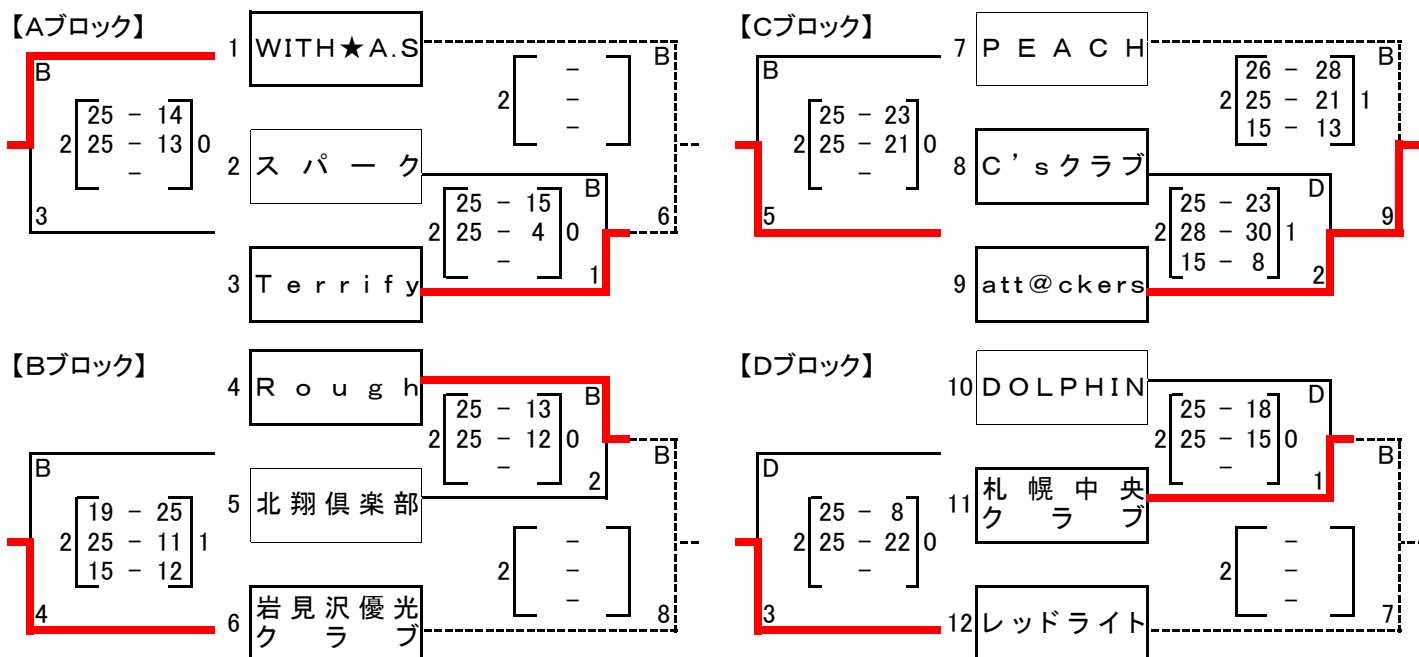 【Aブロック】
B
25 - 14
2 25 - 13 0
-
3
1 WITH★A.S
2 スパーク
3 Terrify
B
-
2 -
-
6
B
25 - 15
2 25 - 4 0
-
1
【Bブロック】
B
19 - 25
2 25 - 11 1
15 - 12
4
4 Rough
5 北翔倶楽部
6 岩見沢優光
クラブ
B
25 - 13
2 25 - 12 0
-
2
B
-
2 -
-
8
【Cブロック】
B
25 - 23
2 25 - 21 0
-
5
7 PEACH
8 C'sクラブ
9 att@ckers
B
26 - 28
2 25 - 21 1
15 - 13
9
D
25 - 23
2 28 - 30 1
15 - 8
2
【Dブロック】
D
25 - 8
2 25 - 22 0
-
3
10 DOLPHIN
11 札幌中央
クラブ
12 レッドライト
D
25 - 18
2 25 - 15 0
-
1
B
-
2 -
-
7